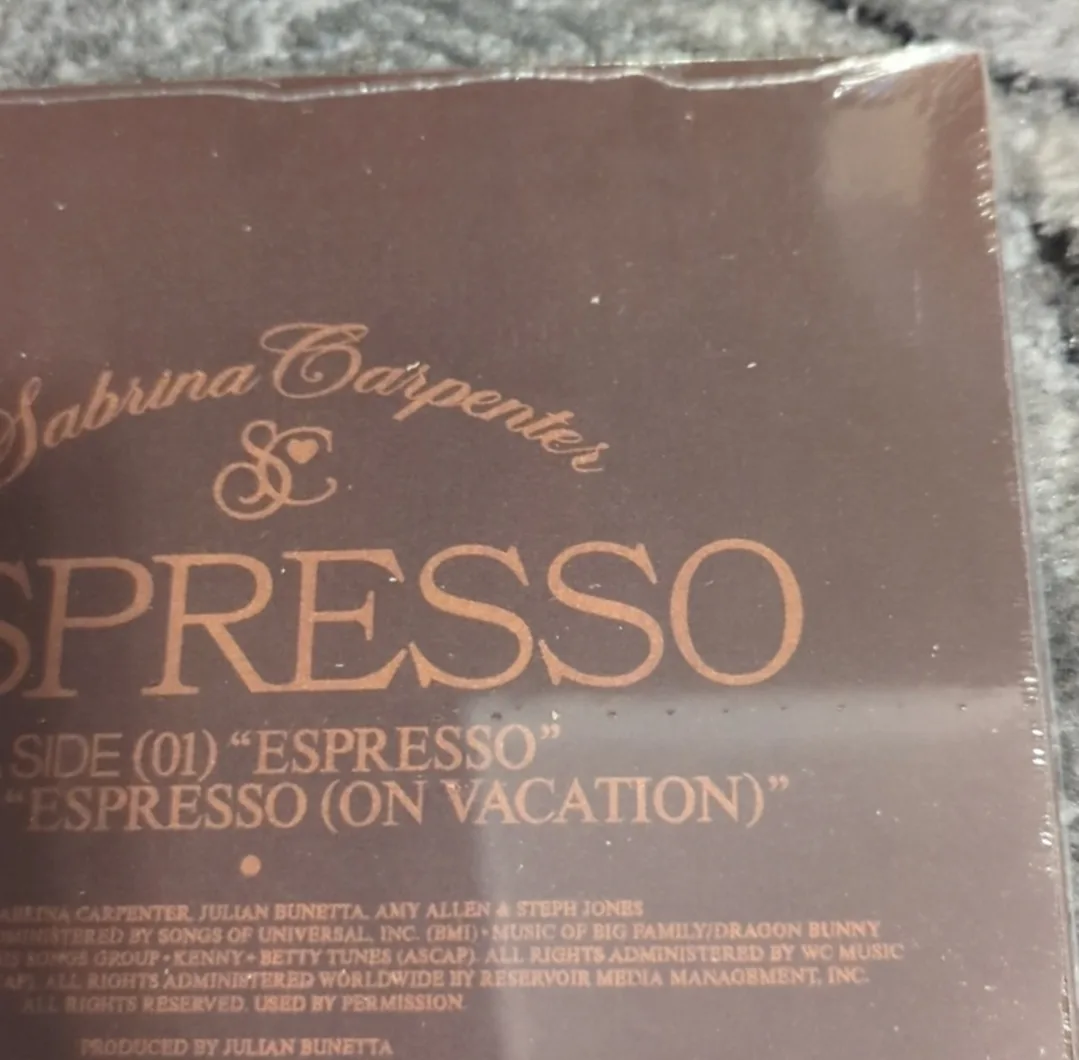 Sabrina Carpenter
SC
SPRESSO
SIDE (01) “ESPRESSO”
“ESPRESSO (ON VACATION)”
CARPENTER, JULIAN BUNETTA, AMY ALLEN & STEPH JONES
BY SONGS OF UNIVERSAL, INC. (BMI) • MUSIC OF BIG FAMILY/DRAGON BUNNY
SONGS GROUP • KENNY + BETTY TUNES (ASCAP). ALL RIGHTS ADMINISTERED BY WC MUSIC
ALL RIGHTS ADMINISTERED WORLDWIDE BY RESERVOIR MEDIA MANAGEMENT, INC.
ALL RIGHTS RESERVED. USED BY PERMISSION.
PRODUCED BY JULIAN BUNETTA